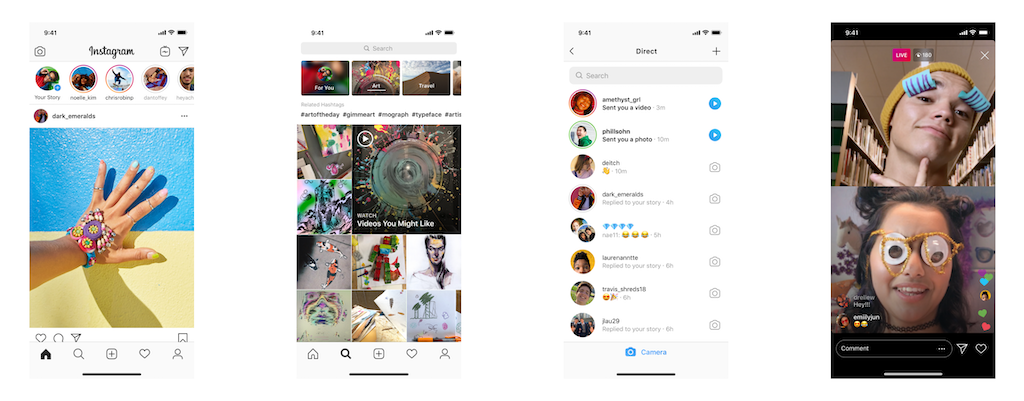 9:41
Instagram
Your Story
noelle_kim
chrisrobinp
dantoffey
heyach
dark_emeralds
9:41
Search
For You
Art
Travel
Related Hashtags
#artoftheday #gimmeart #mograph #typeface #artis
WATCH
Videos You Might Like
9:41
Direct
Search
amethyst_grl
Sent you a video · 3m
phillsohn
Sent you a photo · 10m
deitch
· 10m
dark_emeralds
Replied to your story · 4h
nae11: 5h
laurenanntte
Replied to your story · 6h
travis_shreds18
· 6h
jlau29
Replied to your story · 6h
Camera
9:41
LIVE
180
dreiiaw
Hey!!!
emiilyjun
Comment